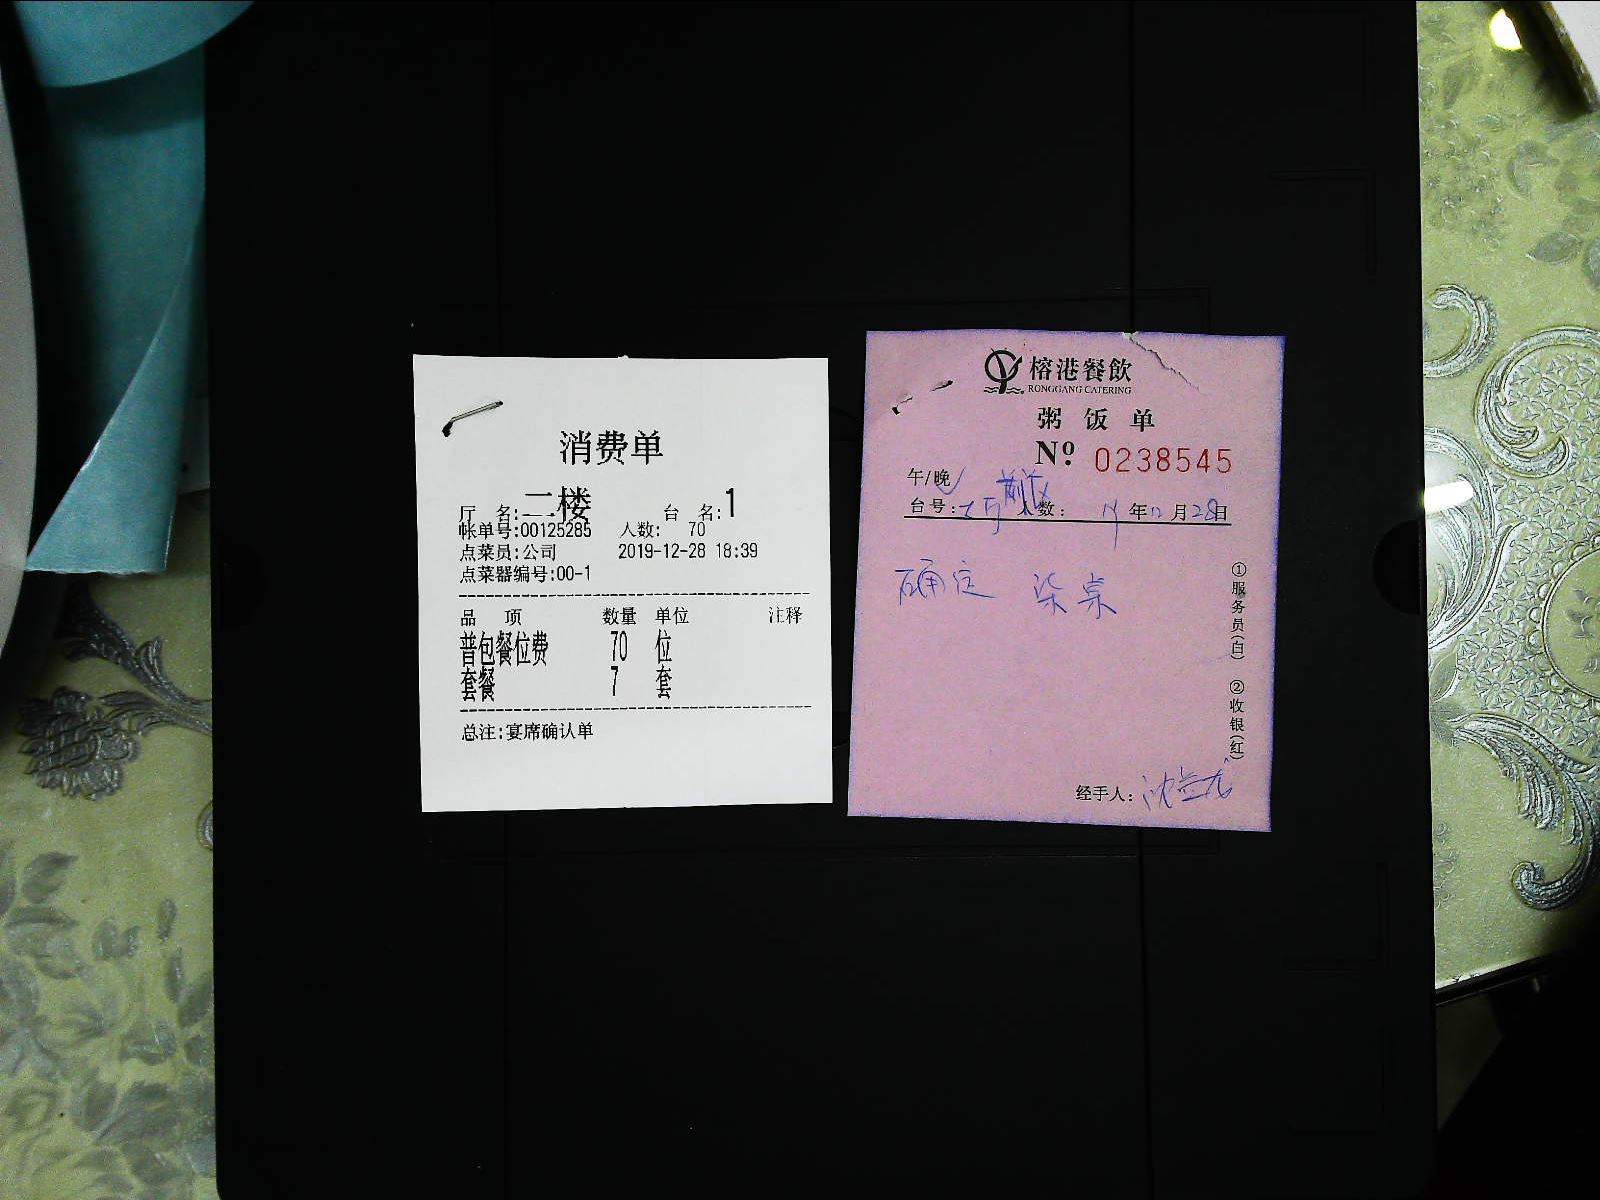 消费单
厅 名:二楼 台 名:1
帐单号:00125285 人数: 70
点菜员:公司 2019-12-28 18:39
点菜器编号:00-1
品 项 数量 单位 注释
普包餐位费 70 位
套餐 7 套
总注:宴席确认单
榕港餐飲
RONGGANG CATERING
粥 饭 单
Nº 0238545
午/晚
台号: 人数: 19 年 12 月 28 日
确定 柒桌
①服务员(白) ②收银(红)
经手人: